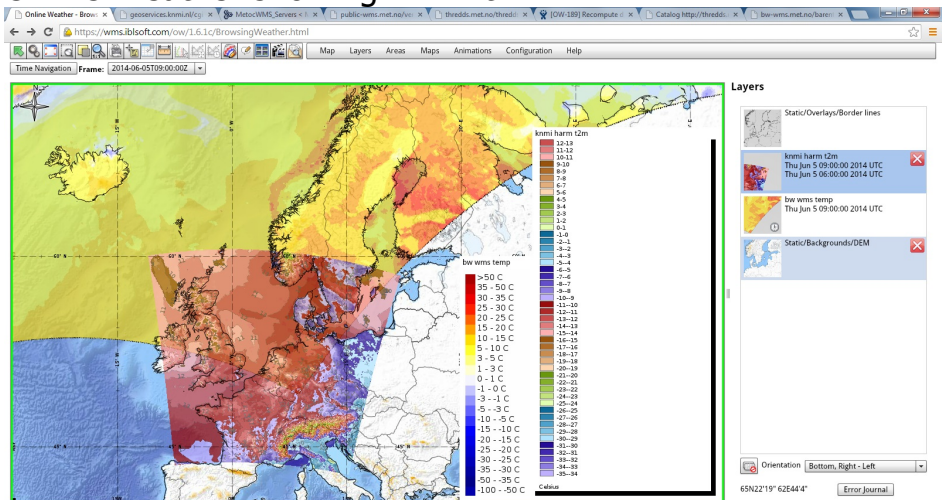 Online Weather - Brows
geoservices.knmi.nl/cg
MetocWMS_Servers < M
public-wms.met.no/ver
thredds.met.no/thredd
[OW-189] Recompute d
Catalog http://thredds.
bw-wms.met.no/barent
https://wms.iblsoft.com/ow/1.6.1c/BrowsingWeather.html
Map Layers Areas Maps Animations Configuration Help
Time Navigation Frame: 2014-06-05T09:00:00Z
Layers
Static/Overlays/Border lines
knmi harm t2m
Thu Jun 5 09:00:00 2014 UTC
Thu Jun 5 06:00:00 2014 UTC
bw wms temp
Thu Jun 5 09:00:00 2014 UTC
Static/Backgrounds/DEM
knmi harm t2m
12-13
11-12
10-11
9-10
8-9
7-8
6-7
5-6
4-5
3-4
2-3
1-2
0-1
-1-0
-2--1
-3--2
-4--3
-5--4
-6--5
-7--6
-8--7
-9--8
-10--9
-11--10
-12--11
-13--12
-14--13
-15--14
-16--15
-17--16
-18--17
-19--18
-20--19
-21--20
-22--21
-23--22
-24--23
-25--24
-26--25
-27--26
-28--27
-29--28
-30--29
-31--30
-32--31
-33--32
-34--33
-35--34
Celsius
bw wms temp
>50 C
35 - 50 C
30 - 35 C
25 - 30 C
20 - 25 C
15 - 20 C
10 - 15 C
5 - 10 C
3 - 5 C
1 - 3 C
0 - 1 C
-1 - 0 C
-3 - -1 C
-5 - -3 C
-10 - -5 C
-15 - -10 C
-20 - -15 C
-25 - -20 C
-30 - -25 C
-35 - -30 C
-50 - -35 C
-100 - -50 C
60° N
60° N
45° N
45° N
15° W
Orientation Bottom, Right - Left
65N22'19" 62E44'4" Error Journal